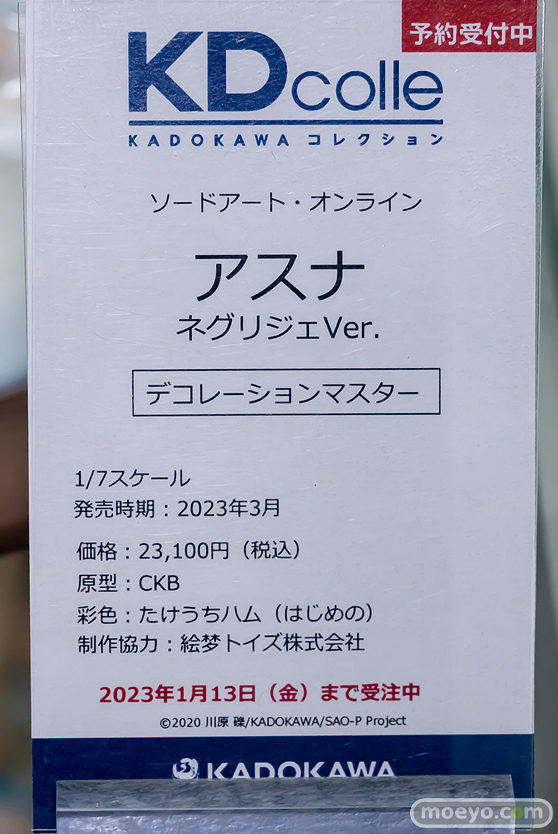 予約受付中
KDcolle
KADOKAWA コレクション
ソードアート・オンライン
アスナ
ネグリジェVer.
デコレーションマスター
1/7スケール
発売時期：2023年3月
価格：23,100円（税込）
原型：CKB
彩色：たけうちハム（はじめの）
制作協力：絵梦トイズ株式会社
2023年1月13日（金）まで受注中
©2020 川原 礫/KADOKAWA/SAO-P Project
KADOKAWA
moeyo.com